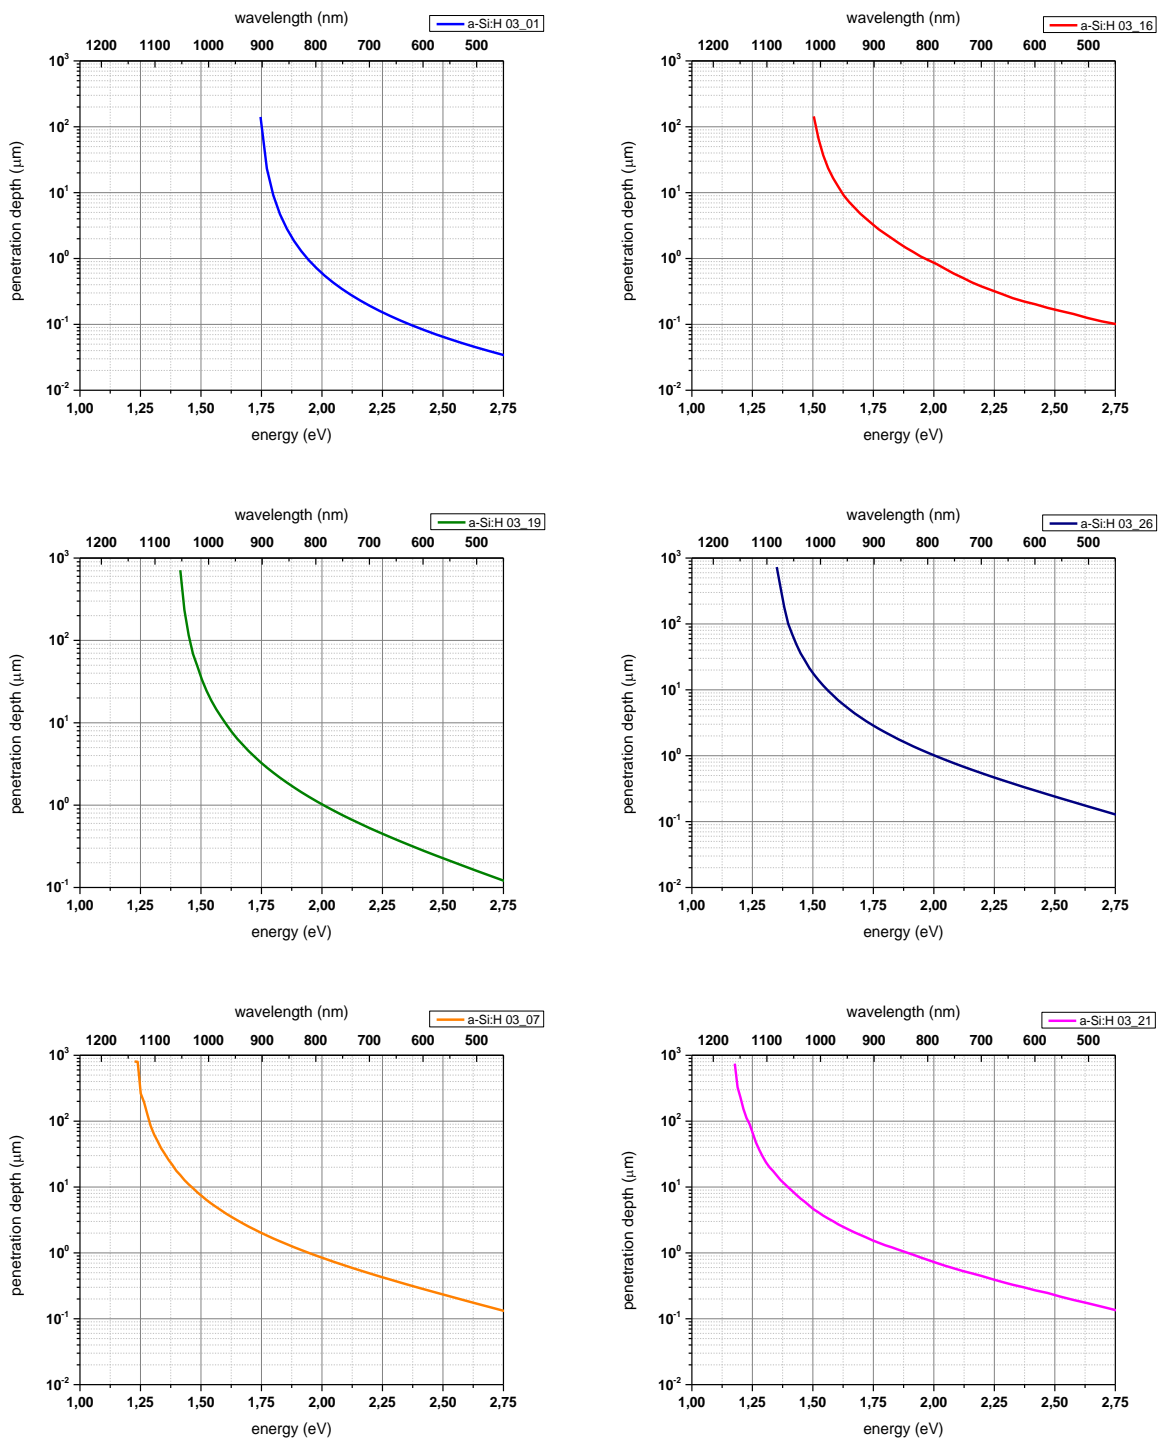 wavelength (nm)
a-Si:H 03_01
1200 1100 1000 900 800 700 600 500
10³
10²
10¹
10⁰
10⁻¹
10⁻²
penetration depth (μm)
1,00 1,25 1,50 1,75 2,00 2,25 2,50 2,75
energy (eV)
wavelength (nm)
a-Si:H 03_16
1200 1100 1000 900 800 700 600 500
10³
10²
10¹
10⁰
10⁻¹
10⁻²
penetration depth (μm)
1,00 1,25 1,50 1,75 2,00 2,25 2,50 2,75
energy (eV)
wavelength (nm)
a-Si:H 03_19
1200 1100 1000 900 800 700 600 500
10³
10²
10¹
10⁰
10⁻¹
penetration depth (μm)
1,00 1,25 1,50 1,75 2,00 2,25 2,50 2,75
energy (eV)
wavelength (nm)
a-Si:H 03_26
1200 1100 1000 900 800 700 600 500
10³
10²
10¹
10⁰
10⁻¹
10⁻²
penetration depth (μm)
1,00 1,25 1,50 1,75 2,00 2,25 2,50 2,75
energy (eV)
wavelength (nm)
a-Si:H 03_07
1200 1100 1000 900 800 700 600 500
10³
10²
10¹
10⁰
10⁻¹
10⁻²
penetration depth (μm)
1,00 1,25 1,50 1,75 2,00 2,25 2,50 2,75
energy (eV)
wavelength (nm)
a-Si:H 03_21
1200 1100 1000 900 800 700 600 500
10³
10²
10¹
10⁰
10⁻¹
10⁻²
penetration depth (μm)
1,00 1,25 1,50 1,75 2,00 2,25 2,50 2,75
energy (eV)